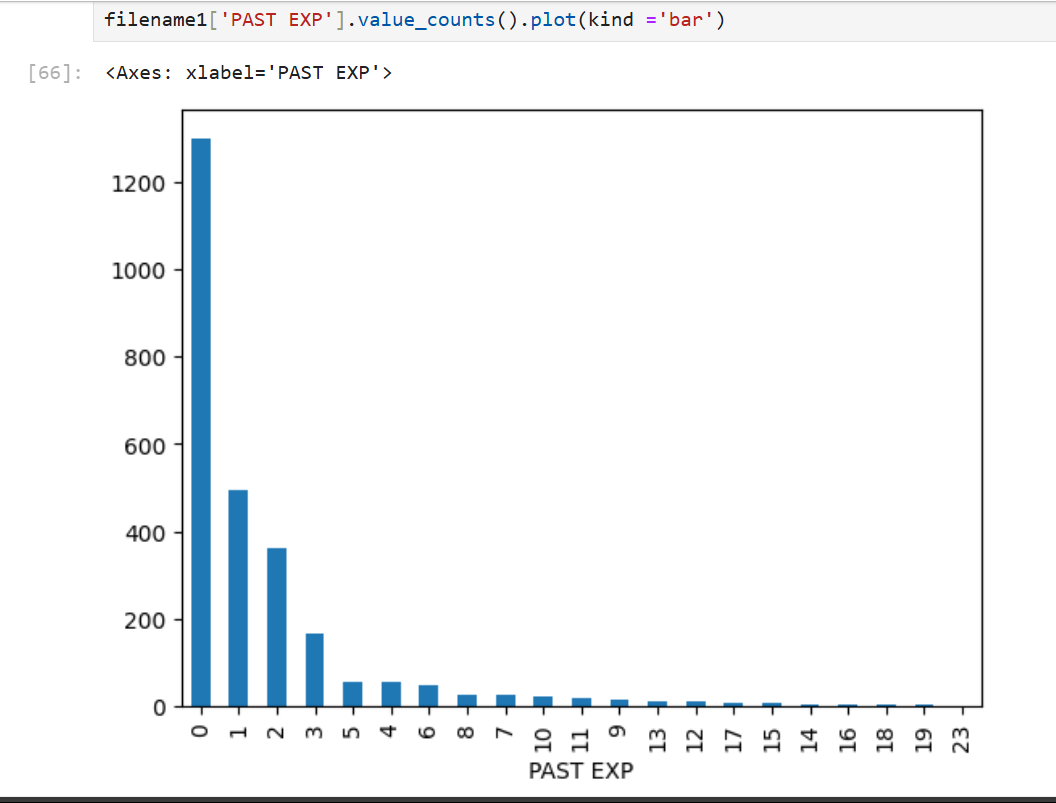 filename1['PAST EXP'].value_counts().plot(kind ='bar')
[66]: <Axes: xlabel='PAST EXP'>
1200
1000
800
600
400
200
0
0 1 2 3 5 4 6 8 7 10 11 9 13 12 17 15 14 16 18 19 23
PAST EXP